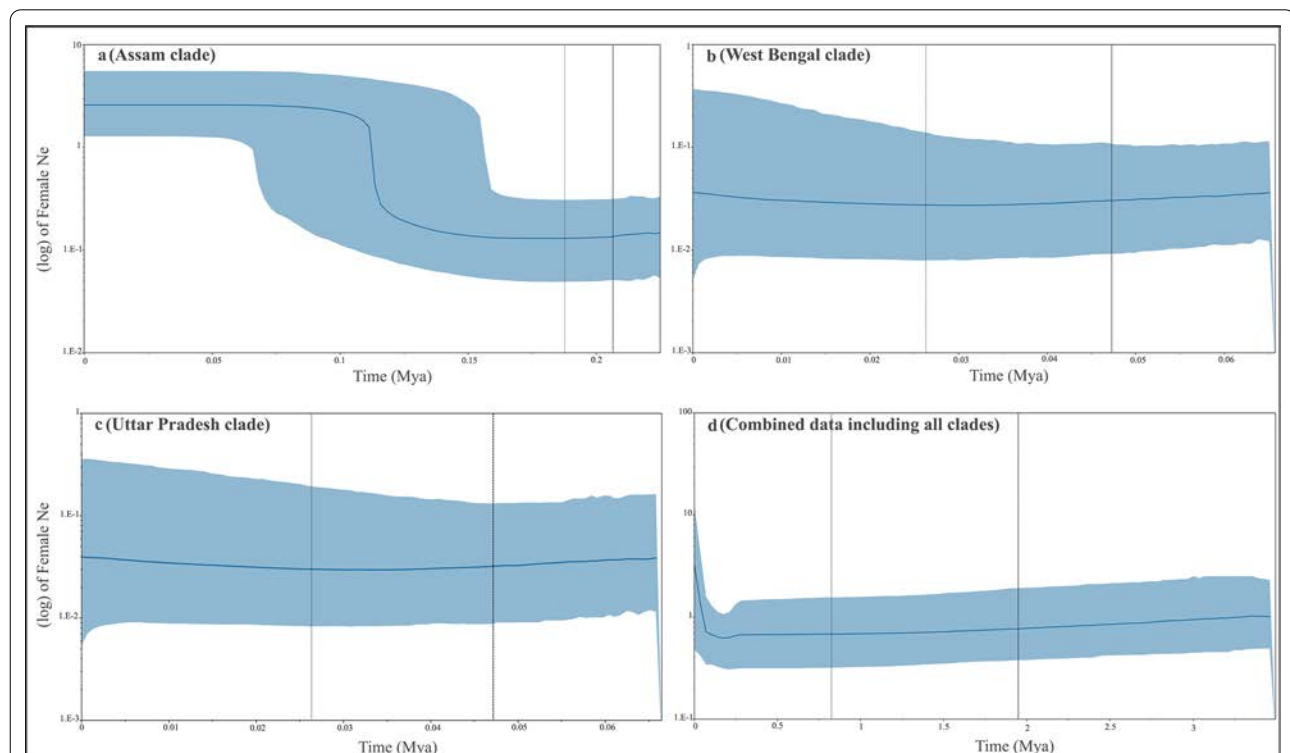 a (Assam clade)
10
1
1.E-1
1.E-2
(log) of Female Ne
0
0.05
0.1
0.15
0.2
Time (Mya)
b (West Bengal clade)
1
1.E-1
1.E-2
1.E-3
0
0.01
0.02
0.03
0.04
0.05
0.06
Time (Mya)
c (Uttar Pradesh clade)
1
1.E-1
1.E-2
1.E-3
(log) of Female Ne
0
0.01
0.02
0.03
0.04
0.05
0.06
Time (Mya)
d (Combined data including all clades)
100
10
1
1.E-1
0
0.5
1
1.5
2
2.5
3
Time (Mya)